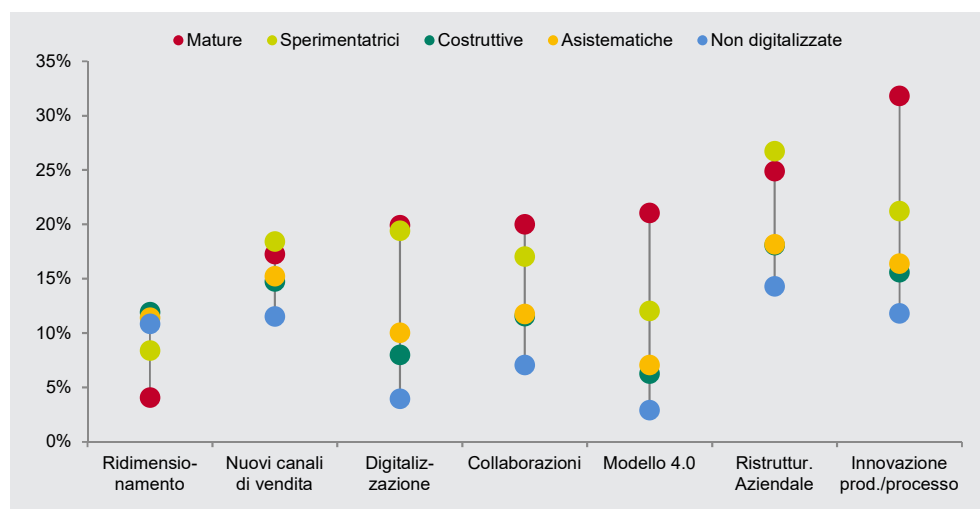 Mature Sperimentatrici Costruttive Asistematiche Non digitalizzate
35%
30%
25%
20%
15%
10%
5%
0%
Ridimensio- Nuovi canali Digitaliz- Collaborazioni Modello 4.0 Ristruttur. Innovazione
namento di vendita zazione Aziendale prod./processo